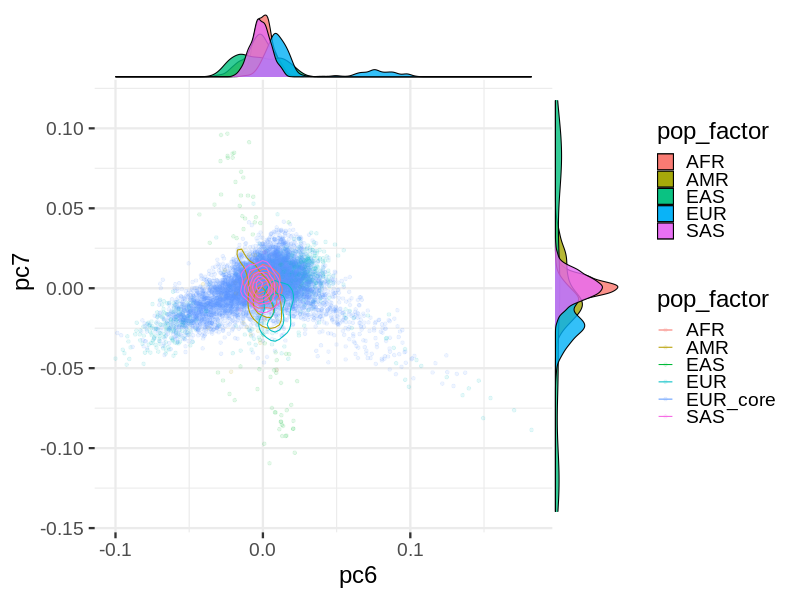 pop_factor
AFR
AMR
EAS
EUR
SAS
pop_factor
AFR
AMR
EAS
EUR
EUR_core
SAS
0.10
0.05
0.00
-0.05
-0.10
-0.15
pc7
-0.1
0.0
0.1
pc6